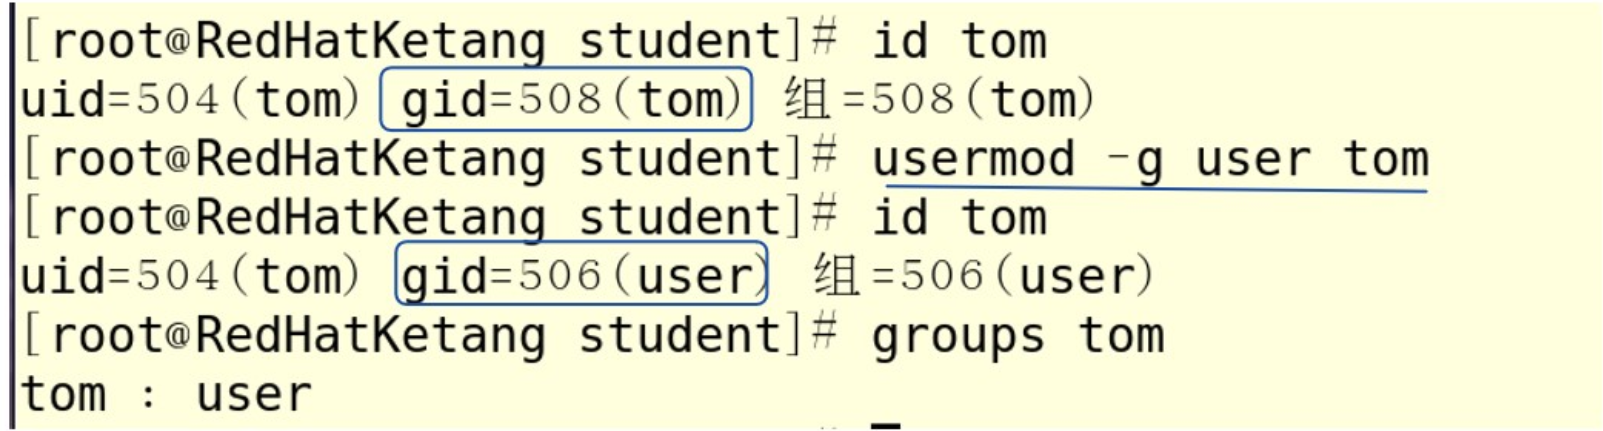 [root@RedHatKetang student]# id tom
uid=504(tom) gid=508(tom) 组=508(tom)
[root@RedHatKetang student]# usermod -g user tom
[root@RedHatKetang student]# id tom
uid=504(tom) gid=506(user) 组=506(user)
[root@RedHatKetang student]# groups tom
tom : user